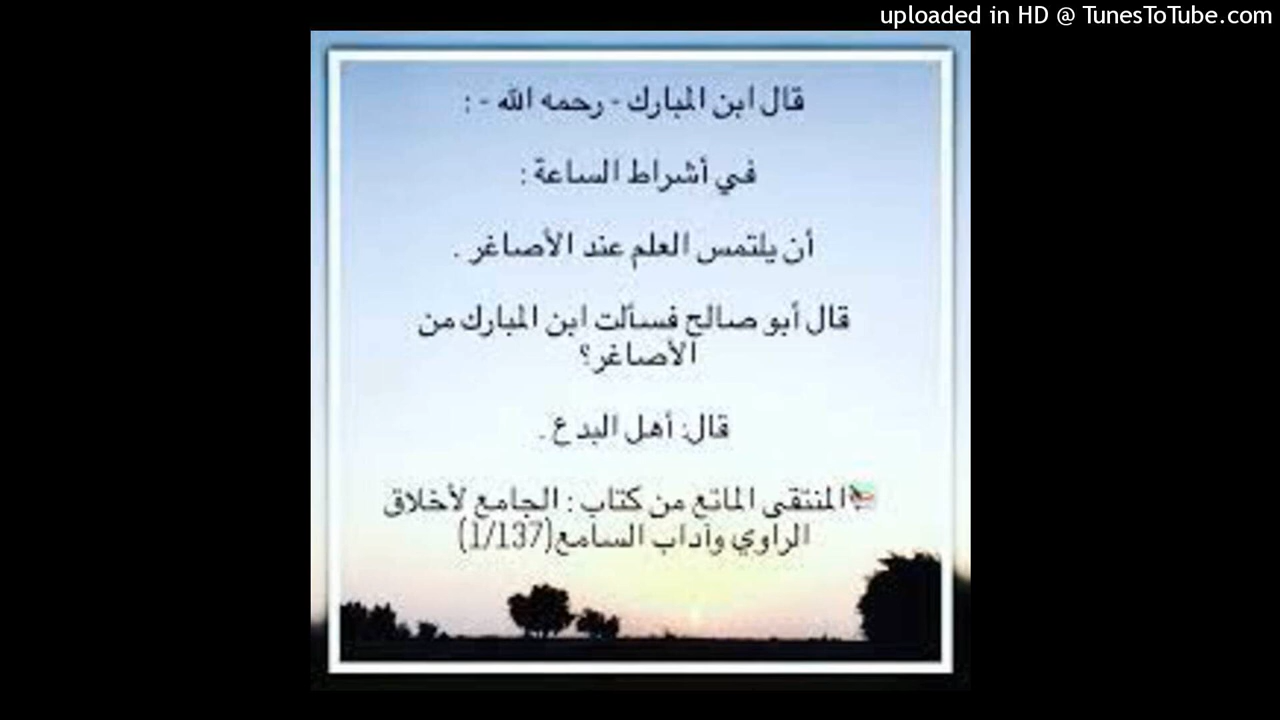 uploaded in HD @ TunesToTube.com
قال ابن المبارك - رحمه الله - :
في أشراط الساعة :
أن يلتمس العلم عند الأصاغر .
قال أبو صالح فسألت ابن المبارك من
الأصاغر؟
قال: أهل البدع .
المنتقى الماتع من كتاب : الجامع لأخلاق
الراوي وآداب السامع(1/137)